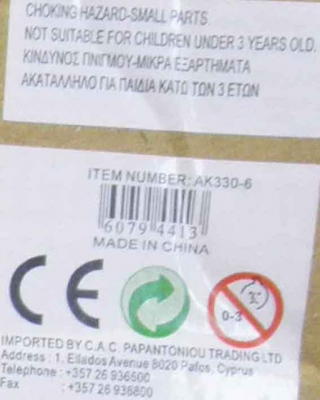 CHOKING HAZARD-SMALL PARTS.
NOT SUITABLE FOR CHILDREN UNDER 3 YEARS OLD.
ΚΙΝΔΥΝΟΣ ΠΝΙΓΜΟΥ-ΜΙΚΡΑ ΕΞΑΡΤΗΜΑΤΑ
ΑΚΑΤΑΛΛΗΛΟ ΓΙΑ ΠΑΙΔΙΑ ΚΑΤΩ ΤΩΝ 3 ΕΤΩΝ
ITEM NUMBER: AK330-6
6079 4413
MADE IN CHINA
CE
0-3
IMPORTED BY C.A.C. PAPANTONIOU TRADING LTD
Address : 1, Ellados Avenue 8020 Pafos, Cyprus
Telephone : +357 26 936500
Fax : +357 26 936800